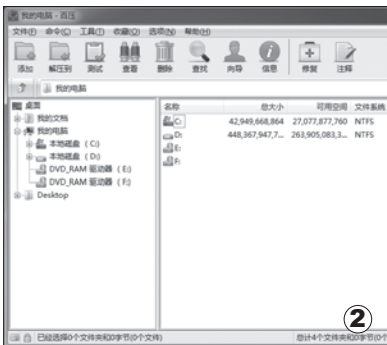 我的电脑 - 百压
文件(F) 命令(C) 工具(T) 收藏(O) 选项(N) 帮助(H)
添加 解压到 测试 查看 删除 查找 向导 信息 修复 注释
我的电脑
桌面
我的文档
我的电脑
本地磁盘 (C:)
本地磁盘 (D:)
DVD_RAM 驱动器 (E:)
DVD_RAM 驱动器 (F:)
Desktop
名称 总大小 可用空间 文件系统
C: 42,949,668,864 27,077,877,760 NTFS
D: 448,367,947,7... 263,905,083,3... NTFS
E:
F:
2
已经选择0个文件夹和0字节(0个文件) 总计4个文件夹和0字节(0个